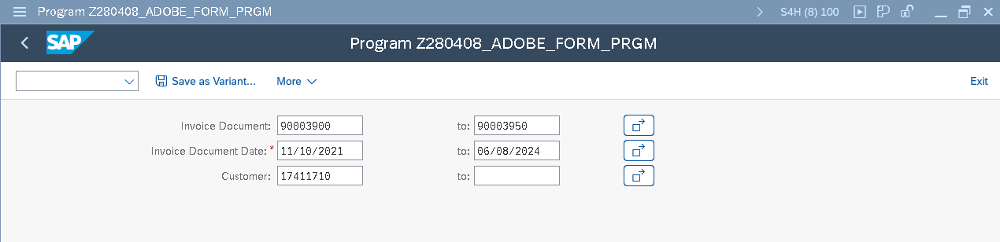 Program Z280408_ADOBE_FORM_PRGM S4H (8) 100
SAP Program Z280408_ADOBE_FORM_PRGM
Save as Variant... More Exit
Invoice Document: 90003900 to: 90003950
Invoice Document Date: * 11/10/2021 to: 06/08/2024
Customer: 17411710 to: